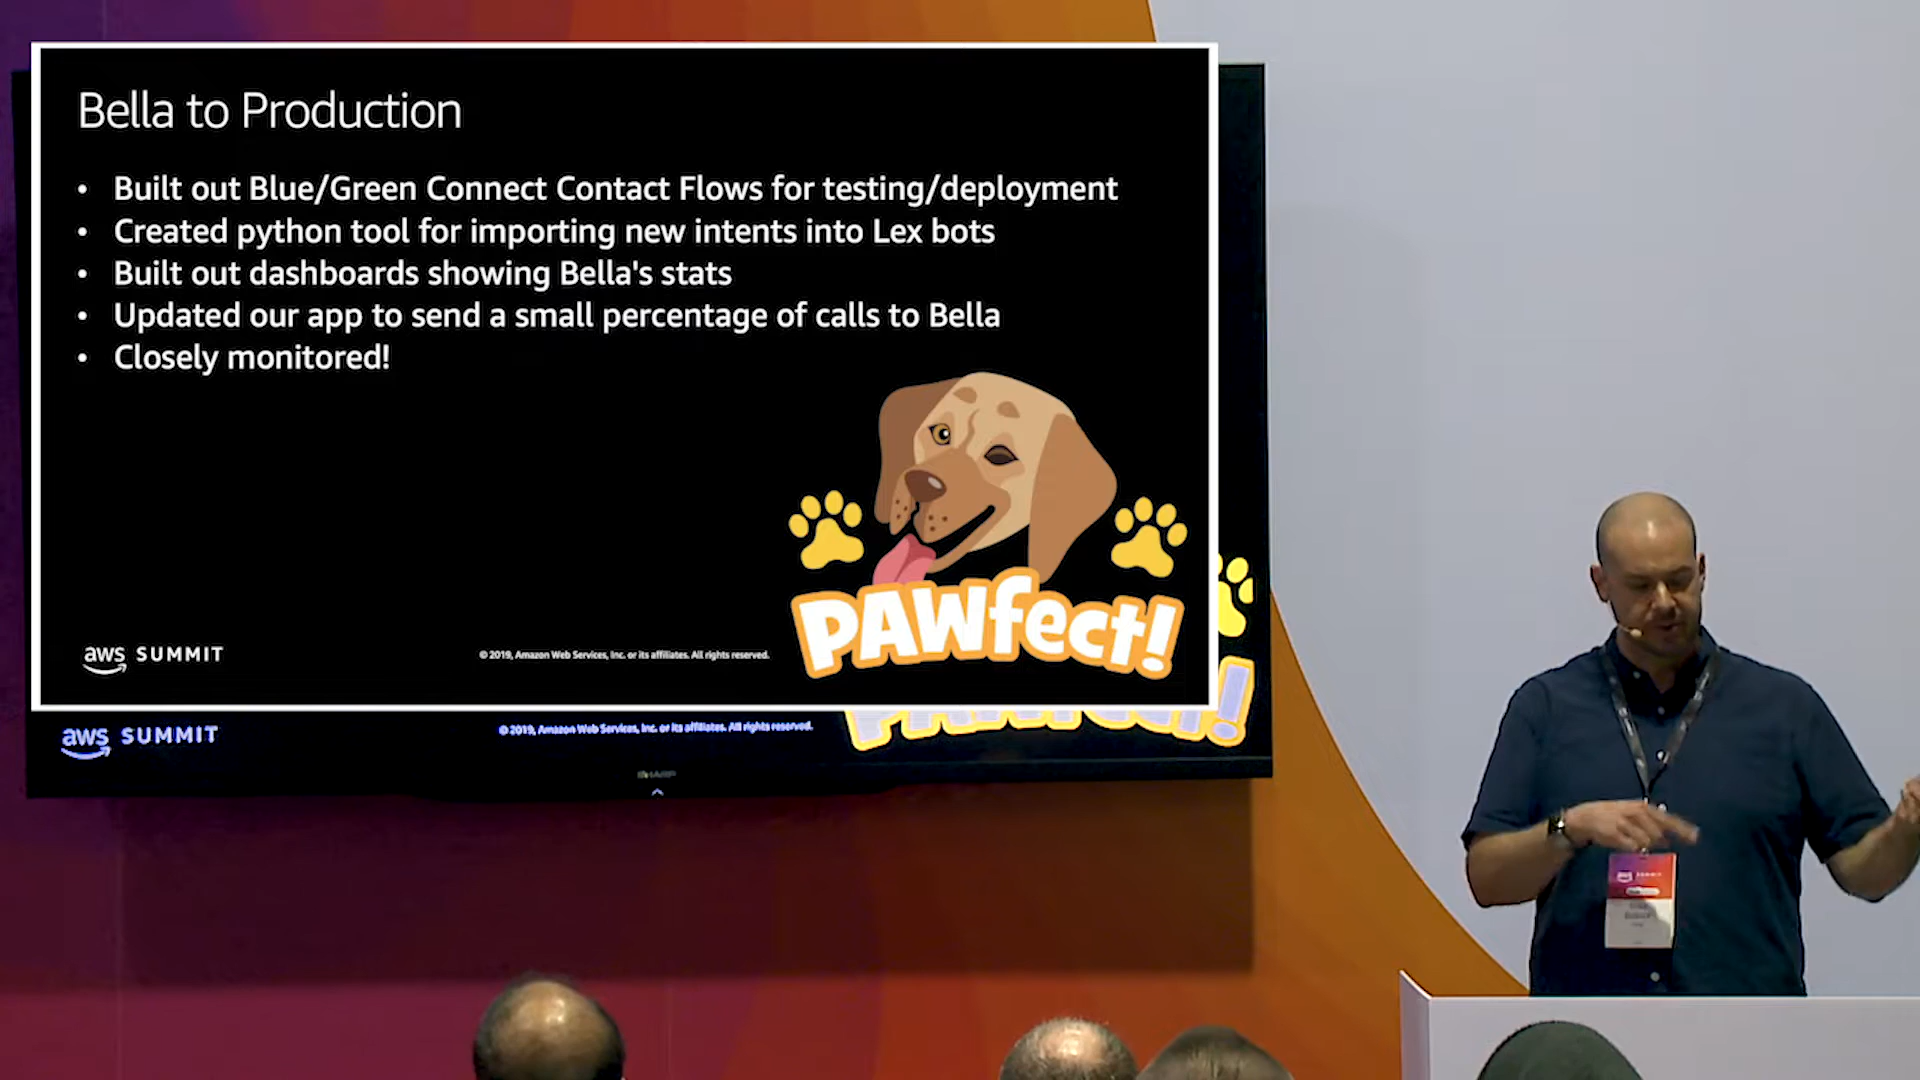 Bella to Production
• Built out Blue/Green Connect Contact Flows for testing/deployment
• Created python tool for importing new intents into Lex bots
• Built out dashboards showing Bella's stats
• Updated our app to send a small percentage of calls to Bella
• Closely monitored!
PAWfect!
aws SUMMIT
© 2019, Amazon Web Services, Inc. or its affiliates. All rights reserved.
aws SUMMIT
© 2019, Amazon Web Services, Inc. or its affiliates. All rights reserved.
SHARP
aws SUMMIT